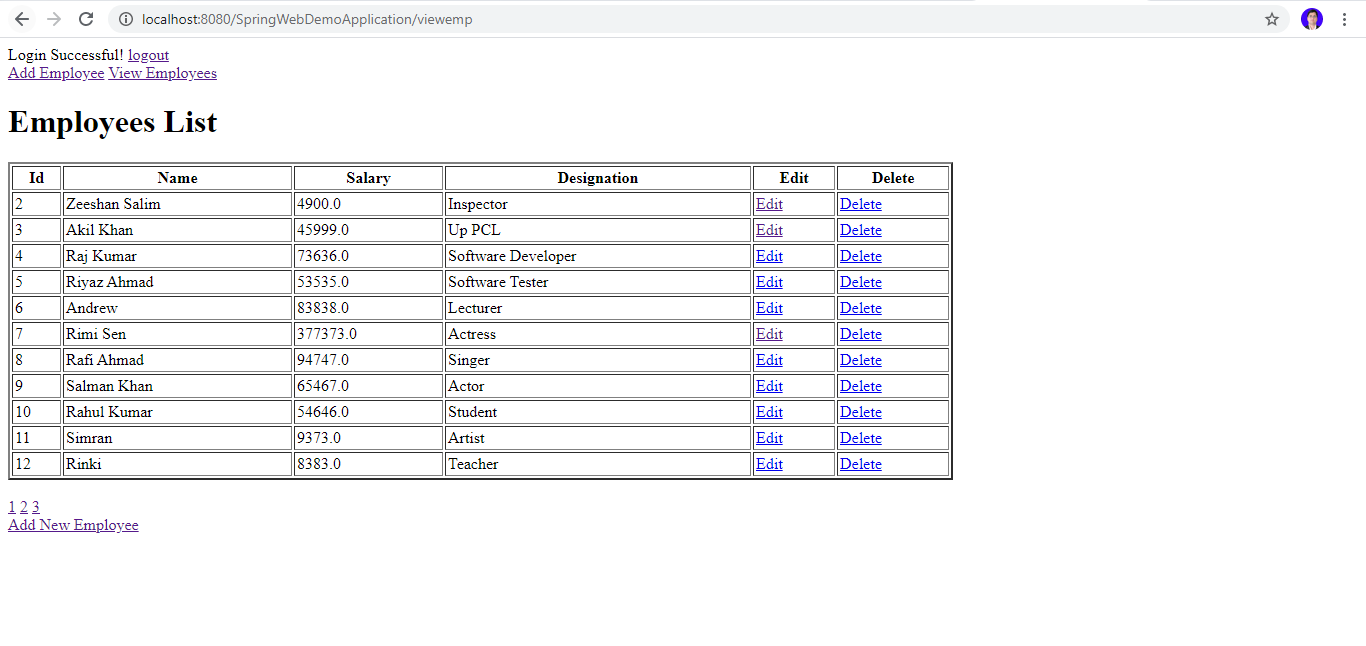 localhost:8080/SpringWebDemoApplication/viewemp
Login Successful! logout
Add Employee View Employees
Employees List
Id Name Salary Designation Edit Delete
2 Zeeshan Salim 4900.0 Inspector Edit Delete
3 Akil Khan 45999.0 Up PCL Edit Delete
4 Raj Kumar 73636.0 Software Developer Edit Delete
5 Riyaz Ahmad 53535.0 Software Tester Edit Delete
6 Andrew 83838.0 Lecturer Edit Delete
7 Rimi Sen 377373.0 Actress Edit Delete
8 Rafi Ahmad 94747.0 Singer Edit Delete
9 Salman Khan 65467.0 Actor Edit Delete
10 Rahul Kumar 54646.0 Student Edit Delete
11 Simran 9373.0 Artist Edit Delete
12 Rinki 8383.0 Teacher Edit Delete
1 2 3
Add New Employee